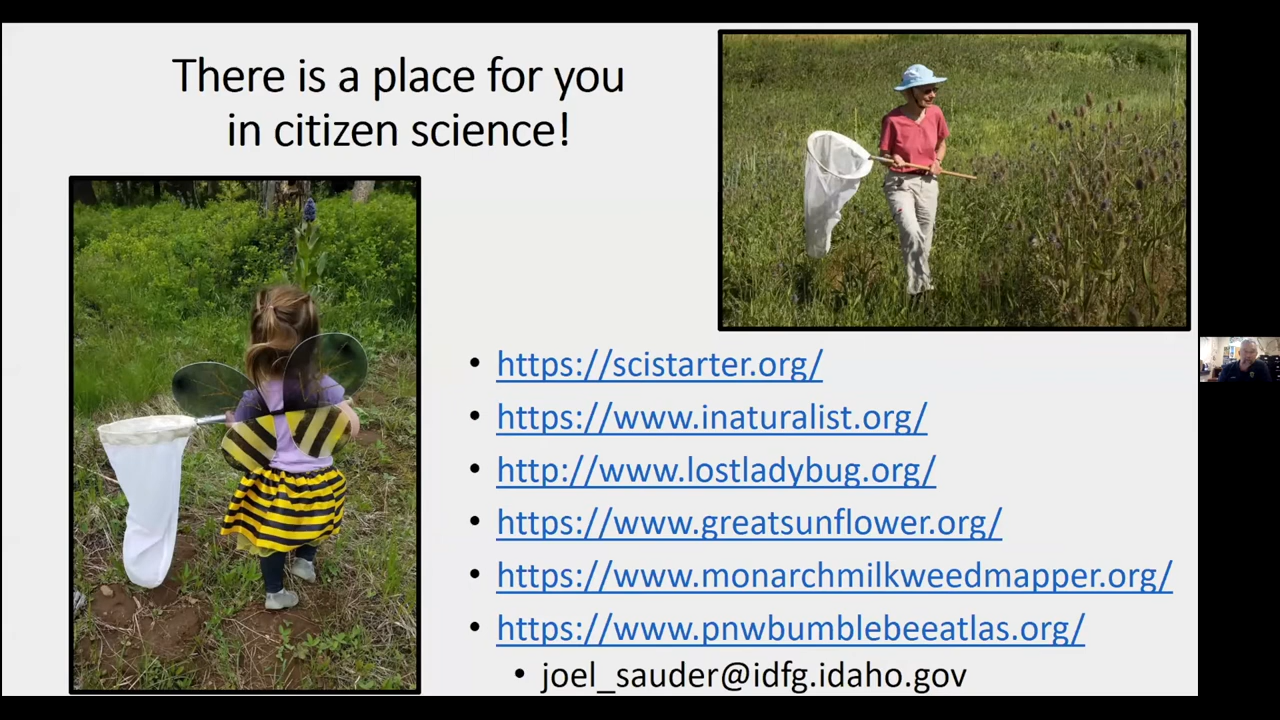 There is a place for you
in citizen science!
• https://scistarter.org/
• https://www.inaturalist.org/
• http://www.lostladybug.org/
• https://www.greatsunflower.org/
• https://www.monarchmilkweedmapper.org/
• https://www.pnwbumblebeeatlas.org/
• joel_sauder@idfg.idaho.gov